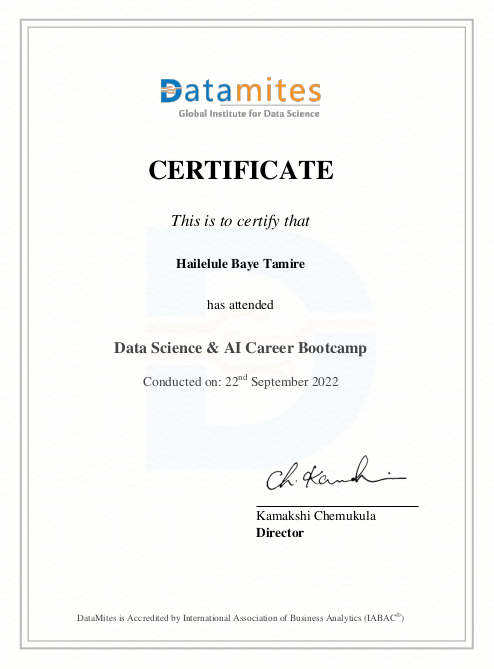 Datamites
Global Institute for Data Science
CERTIFICATE
This is to certify that
Hailelule Baye Tamire
has attended
Data Science & AI Career Bootcamp
Conducted on: 22nd September 2022
Ch. Kamakshi
Kamakshi Chemukula
Director
DataMites is Accredited by International Association of Business Analytics (IABAC®)